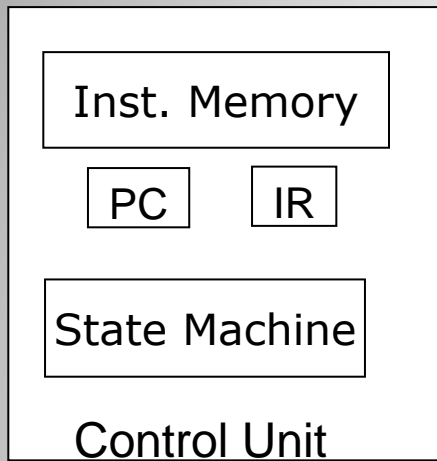 Inst. Memory
PC IR
State Machine
Control Unit